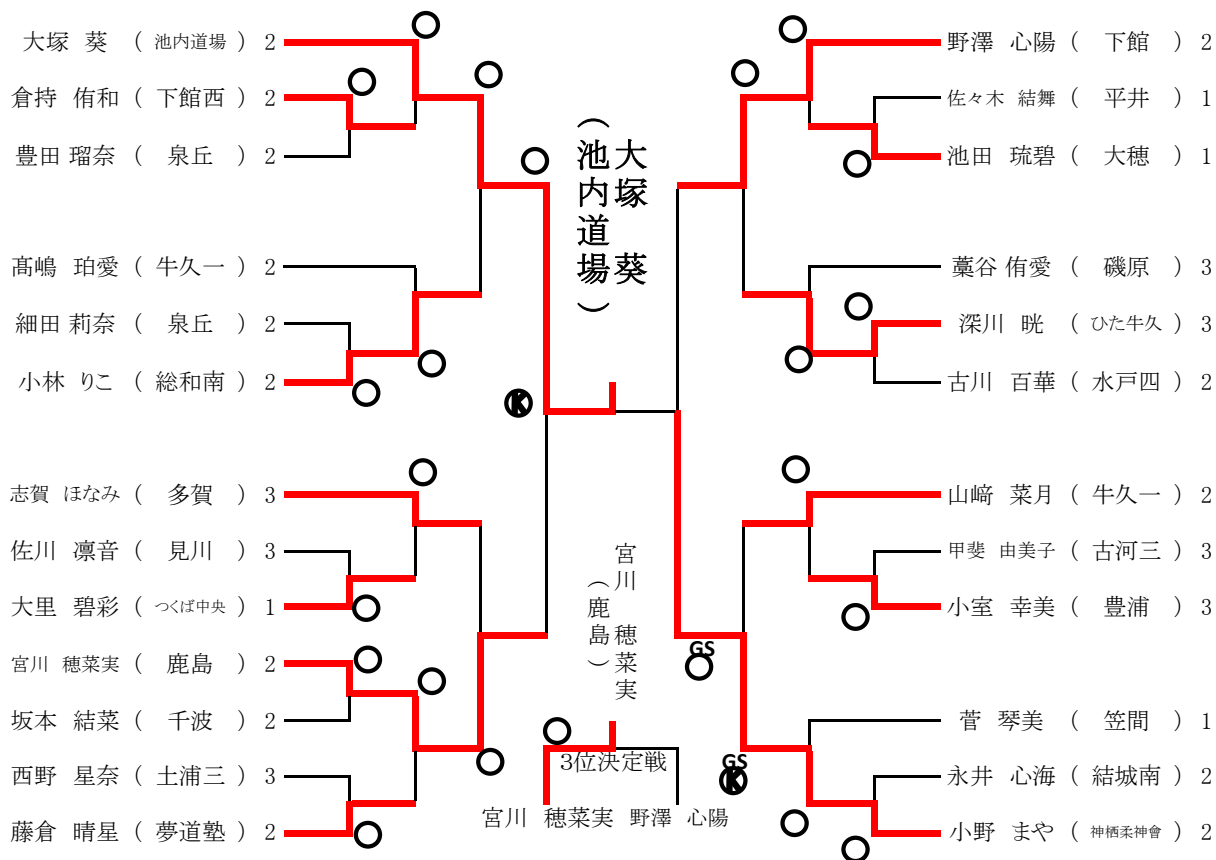 大塚 葵 ( 池内道場 ) 2
倉持 侑和 ( 下館西 ) 2
豊田 瑠奈 ( 泉丘 ) 2
髙嶋 珀愛 ( 牛久一 ) 2
細田 莉奈 ( 泉丘 ) 2
小林 りこ ( 総和南 ) 2
志賀 ほなみ ( 多賀 ) 3
佐川 凛音 ( 見川 ) 3
大里 碧彩 ( つくば中央 ) 1
宮川 穂菜実 ( 鹿島 ) 2
坂本 結菜 ( 千波 ) 2
西野 星奈 ( 土浦三 ) 3
藤倉 晴星 ( 夢道塾 ) 2
大塚 葵
(池内道場)
K
宮川 穂菜実
(鹿島)
3位決定戦
宮川 穂菜実 野澤 心陽
GS
GS
K
野澤 心陽 ( 下館 ) 2
佐々木 結舞 ( 平井 ) 1
池田 琉碧 ( 大穂 ) 1
藁谷 侑愛 ( 磯原 ) 3
深川 晄 ( ひた牛久 ) 3
古川 百華 ( 水戸四 ) 2
山﨑 菜月 ( 牛久一 ) 2
甲斐 由美子 ( 古河三 ) 3
小室 幸美 ( 豊浦 ) 3
菅 琴美 ( 笠間 ) 1
永井 心海 ( 結城南 ) 2
小野 まや ( 神栖柔神會 ) 2